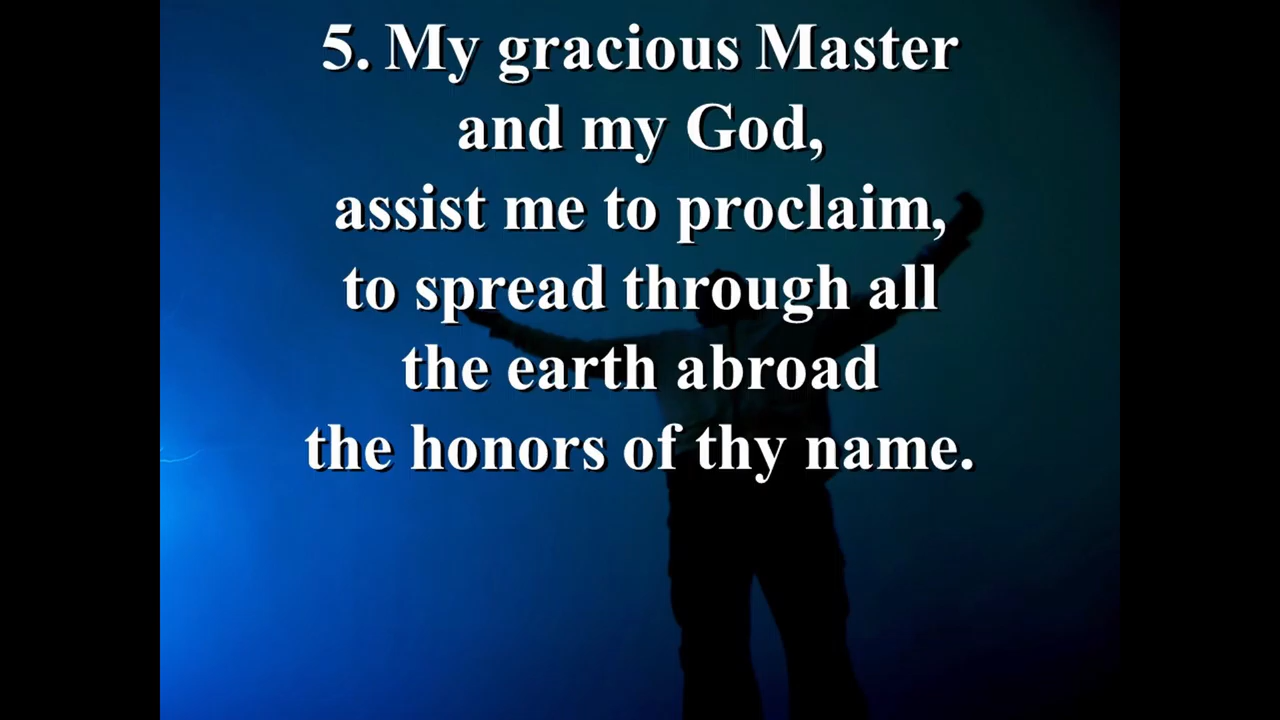 5. My gracious Master
and my God,
assist me to proclaim,
to spread through all
the earth abroad
the honors of thy name.